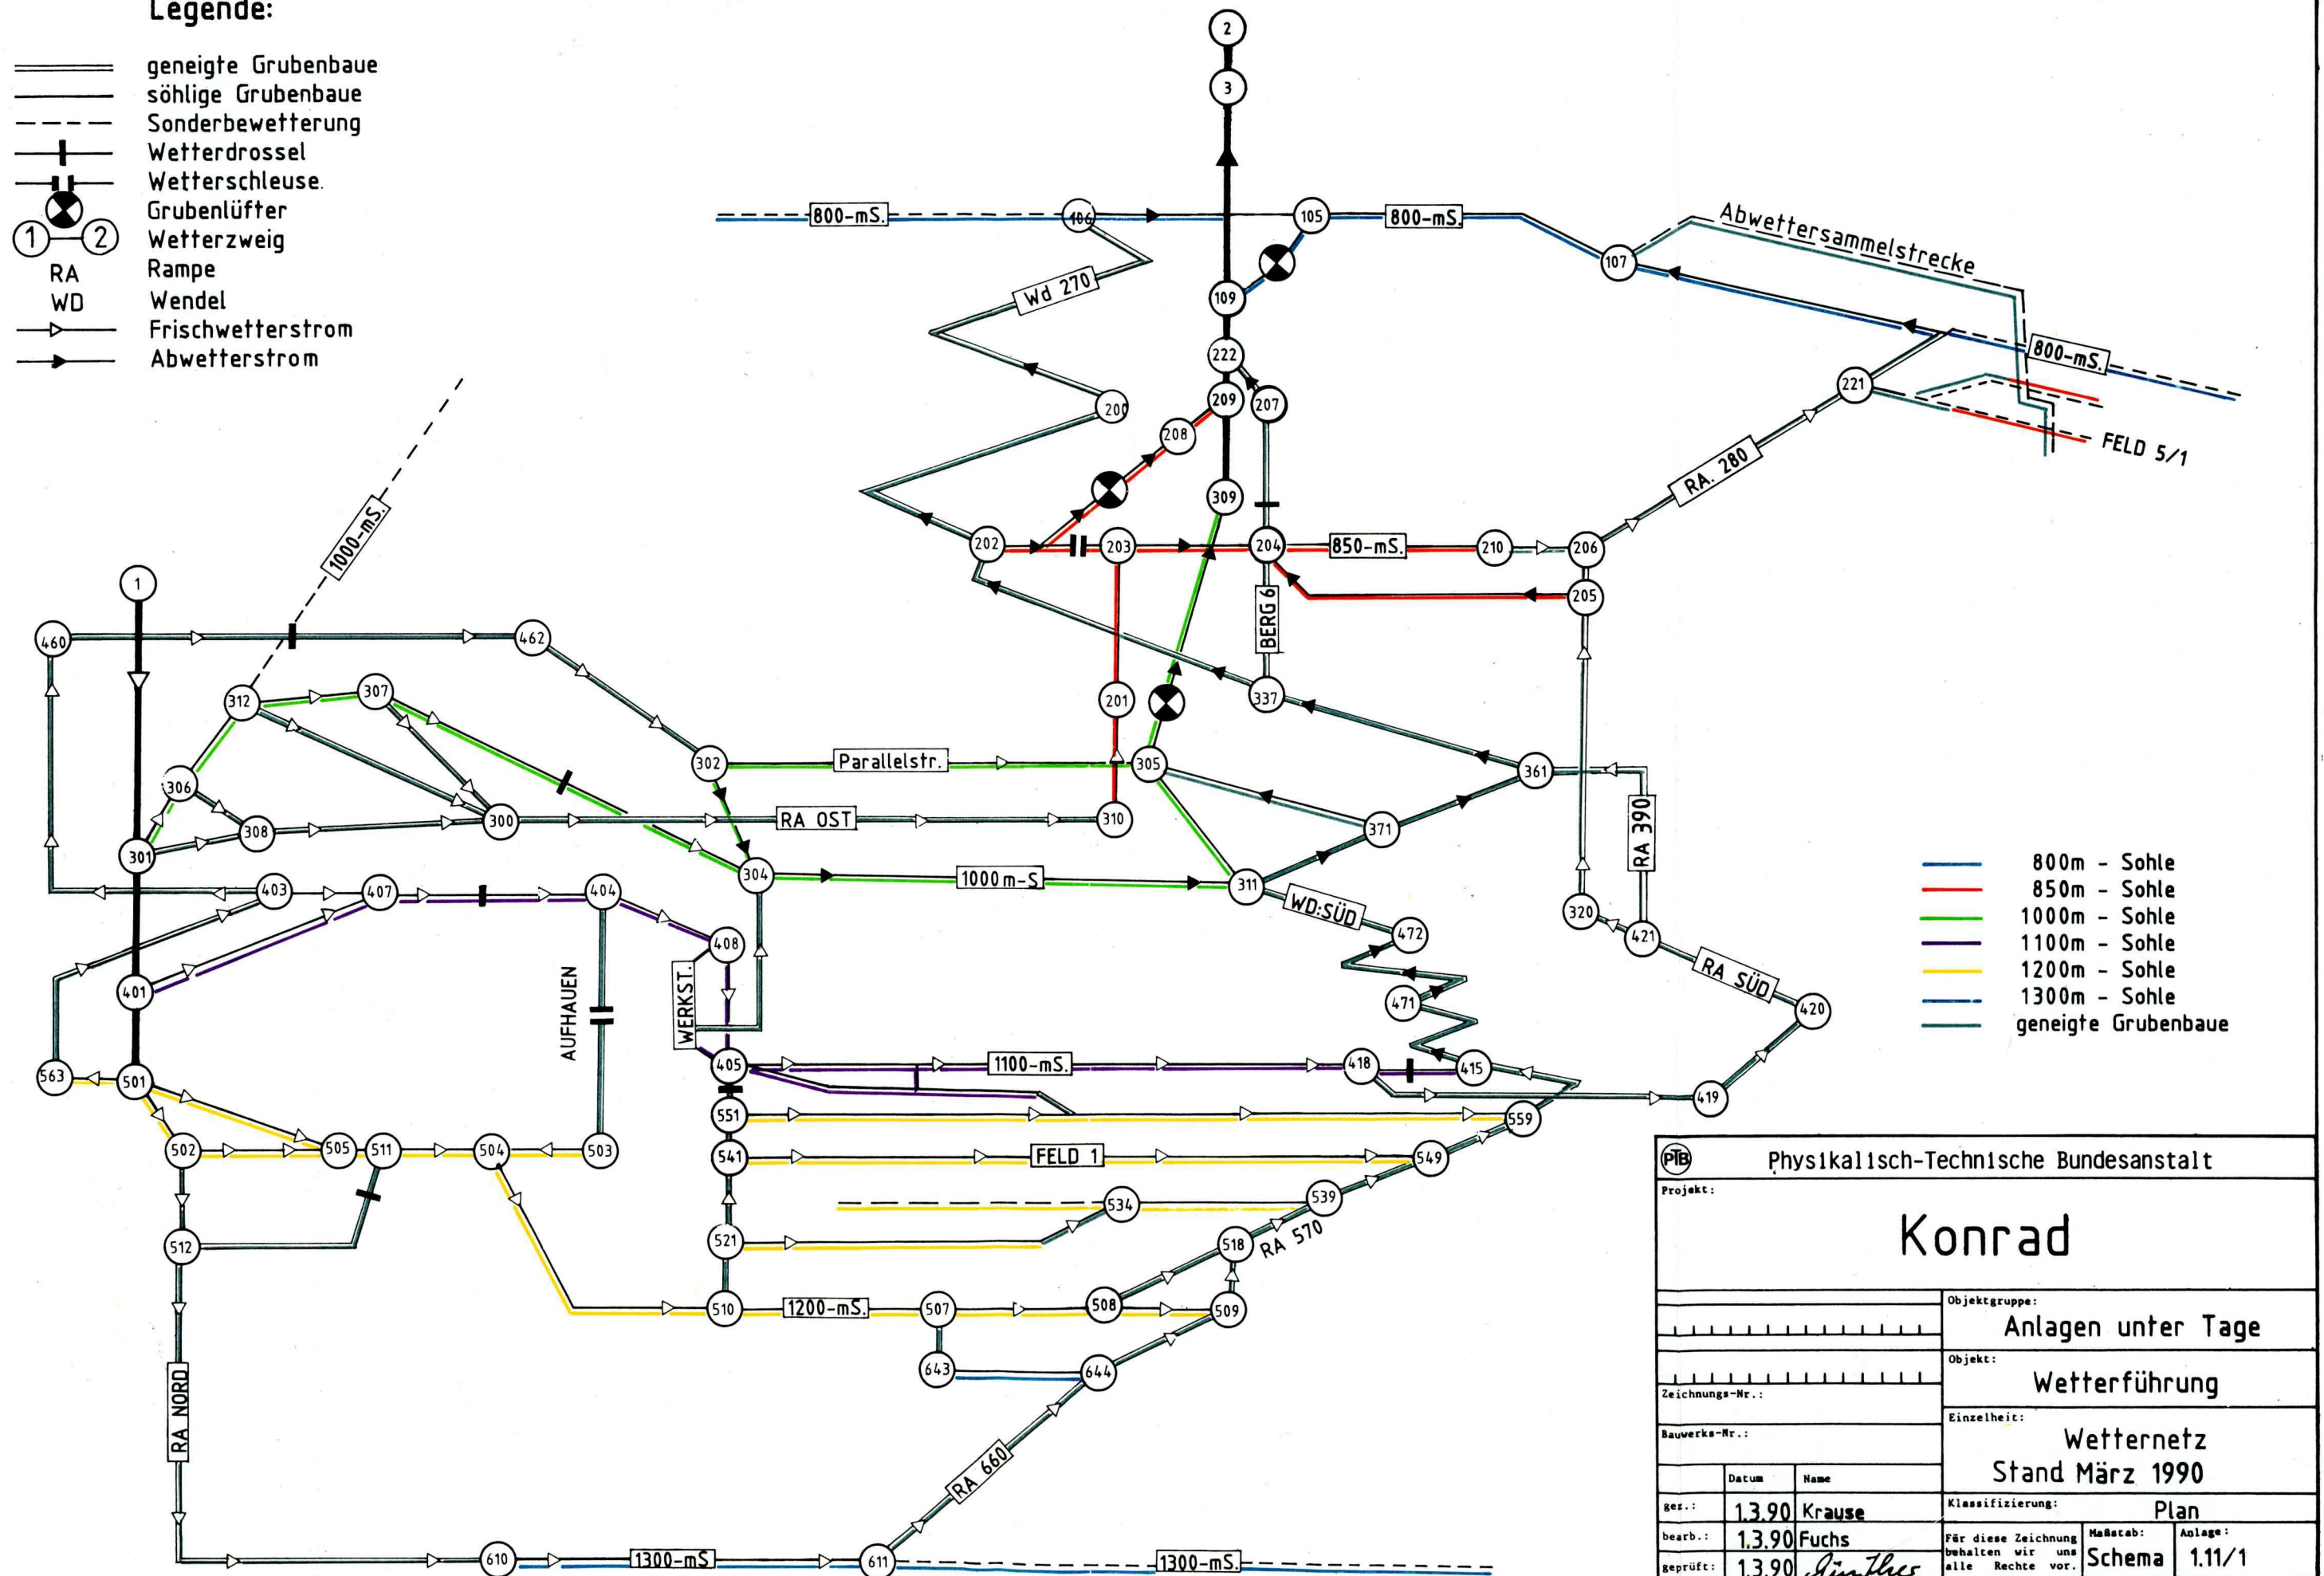 Legende:
geneigte Grubenbaue
söhlige Grubenbaue
Sonderbewetterung
Wetterdrossel
Wetterschleuse.
Grubenlüfter
1 2 Wetterzweig
RA Rampe
WD Wendel
Frischwetterstrom
Abwetterstrom
2
3
800-mS. 106 105 800-mS.
Abwettersammelstrecke
107
Wd 270
109
222
800-mS.
221
200 209 207
208
FELD 5/1
RA. 280
309
1000-mS.
202 203 204 850-mS. 210 206
1
205
BERG 6
460 462
312 307 201 337
302 Parallelstr. 305 361
306
308 300 RA OST 310 371
RA 390
301
304 1000 m-S 311
403 407 404
WD:SÜD
320
408 472 421
RA SÜD
401 AUFHAUEN WERKST. 471 420
563 501 405 1100-mS. 418 415
419
551 559
502 505 511 504 503 541 FELD 1 549
534 539
512 521 518 RA 570
510 1200-mS. 507 508 509
643 644
RA NORD
RA 660
610 1300-mS 611 1300-mS.
800m - Sohle
850m - Sohle
1000m - Sohle
1100m - Sohle
1200m - Sohle
1300m - Sohle
geneigte Grubenbaue
PTB Physikalisch-Technische Bundesanstalt
Projekt:
Konrad
Objektgruppe:
Anlagen unter Tage
Objekt:
Wetterführung
Zeichnungs-Nr.:
Einzelheit:
Bauwerks-Nr.:
Wetternetz
Stand März 1990
Datum Name
Klassifizierung:
Plan
gez.: 1.3.90 Krause
bearb.: 1.3.90 Fuchs
geprüft: 1.3.90 Günther
Für diese Zeichnung
behalten wir uns
alle Rechte vor.
Maßstab:
Schema
Anlage:
1.11/1